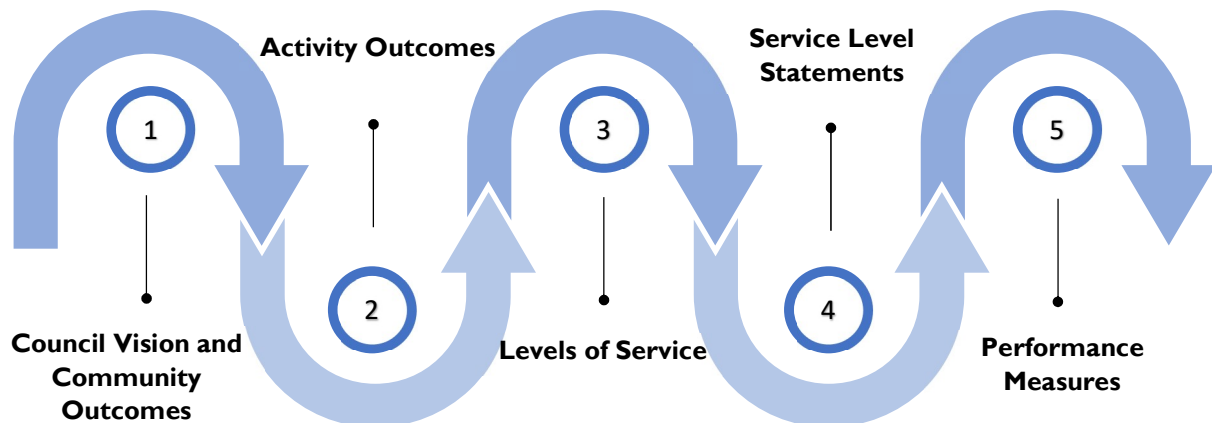 1
Council Vision and
Community
Outcomes
Activity Outcomes
2
3
Levels of Service
Service Level
Statements
4
5
Performance
Measures